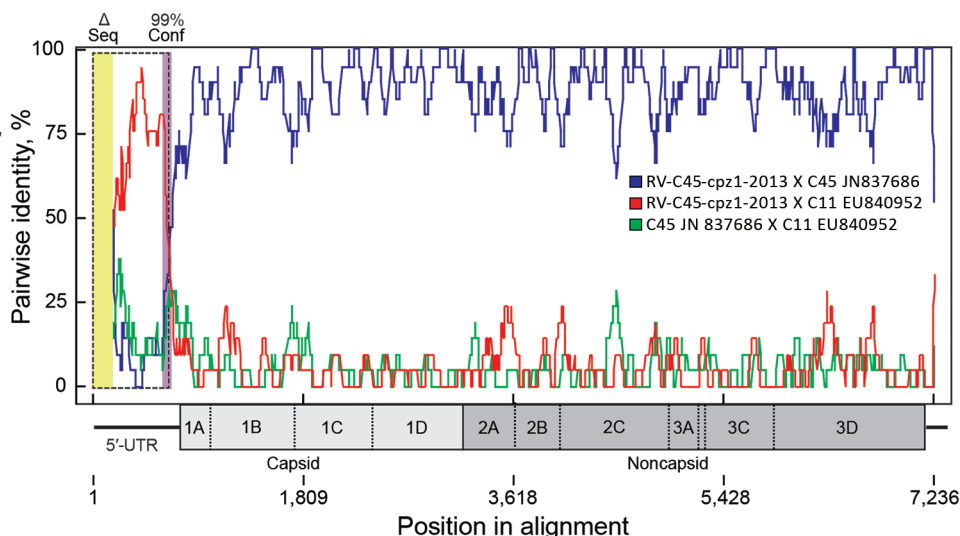 Δ
Seq
99%
Conf
Pairwise identity, %
100
75
50
25
0
RV-C45-cpz1-2013 X C45 JN837686
RV-C45-cpz1-2013 X C11 EU840952
C45 JN 837686 X C11 EU840952
5′-UTR
1A 1B 1C 1D 2A 2B 2C 3A 3C 3D
Capsid Noncapsid
1 1,809 3,618 5,428 7,236
Position in alignment